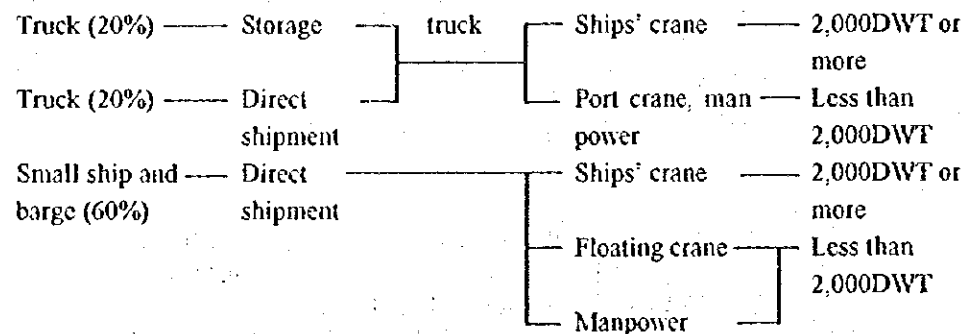 Truck (20%) Storage truck Ships' crane 2,000DWT or
more
Truck (20%) Direct Port crane, man Less than
shipment power 2,000DWT
Small ship and Direct Ships' crane 2,000DWT or
barge (60%) shipment more
Floating crane Less than
2,000DWT
Manpower